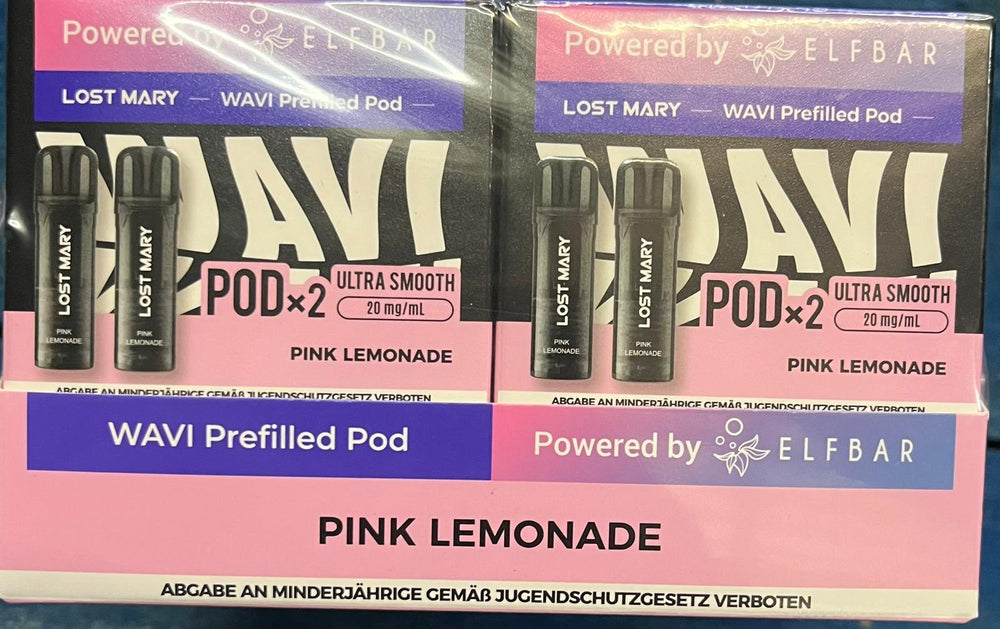 Powered by ELFBAR
LOST MARY — WAVI Prefilled Pod —
WAVI
LOST MARY
PINK
LEMONADE
LOST MARY
PINK
LEMONADE
POD×2
ULTRA SMOOTH
20 mg/mL
PINK LEMONADE
ABGABE AN MINDERJÄHRIGE GEMÄß JUGENDSCHUTZGESETZ VERBOTEN
Powered by ELFBAR
LOST MARY — WAVI Prefilled Pod —
WAVI
LOST MARY
PINK
LEMONADE
LOST MARY
PINK
LEMONADE
POD×2
ULTRA SMOOTH
20 mg/mL
PINK LEMONADE
ABGABE AN MINDERJÄHRIGE GEMÄß JUGENDSCHUTZGESETZ VERBOTEN
WAVI Prefilled Pod
Powered by ELFBAR
PINK LEMONADE
ABGABE AN MINDERJÄHRIGE GEMÄß JUGENDSCHUTZGESETZ VERBOTEN